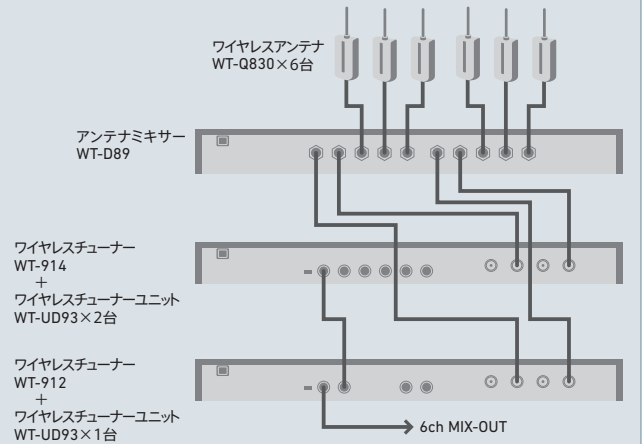 ワイヤレスアンテナ
WT-Q830×6台
アンテナミキサー
WT-D89
ワイヤレスチューナー
WT-914
+
ワイヤレスチューナーユニット
WT-UD93×2台
ワイヤレスチューナー
WT-912
+
ワイヤレスチューナーユニット
WT-UD93×1台
6ch MIX-OUT